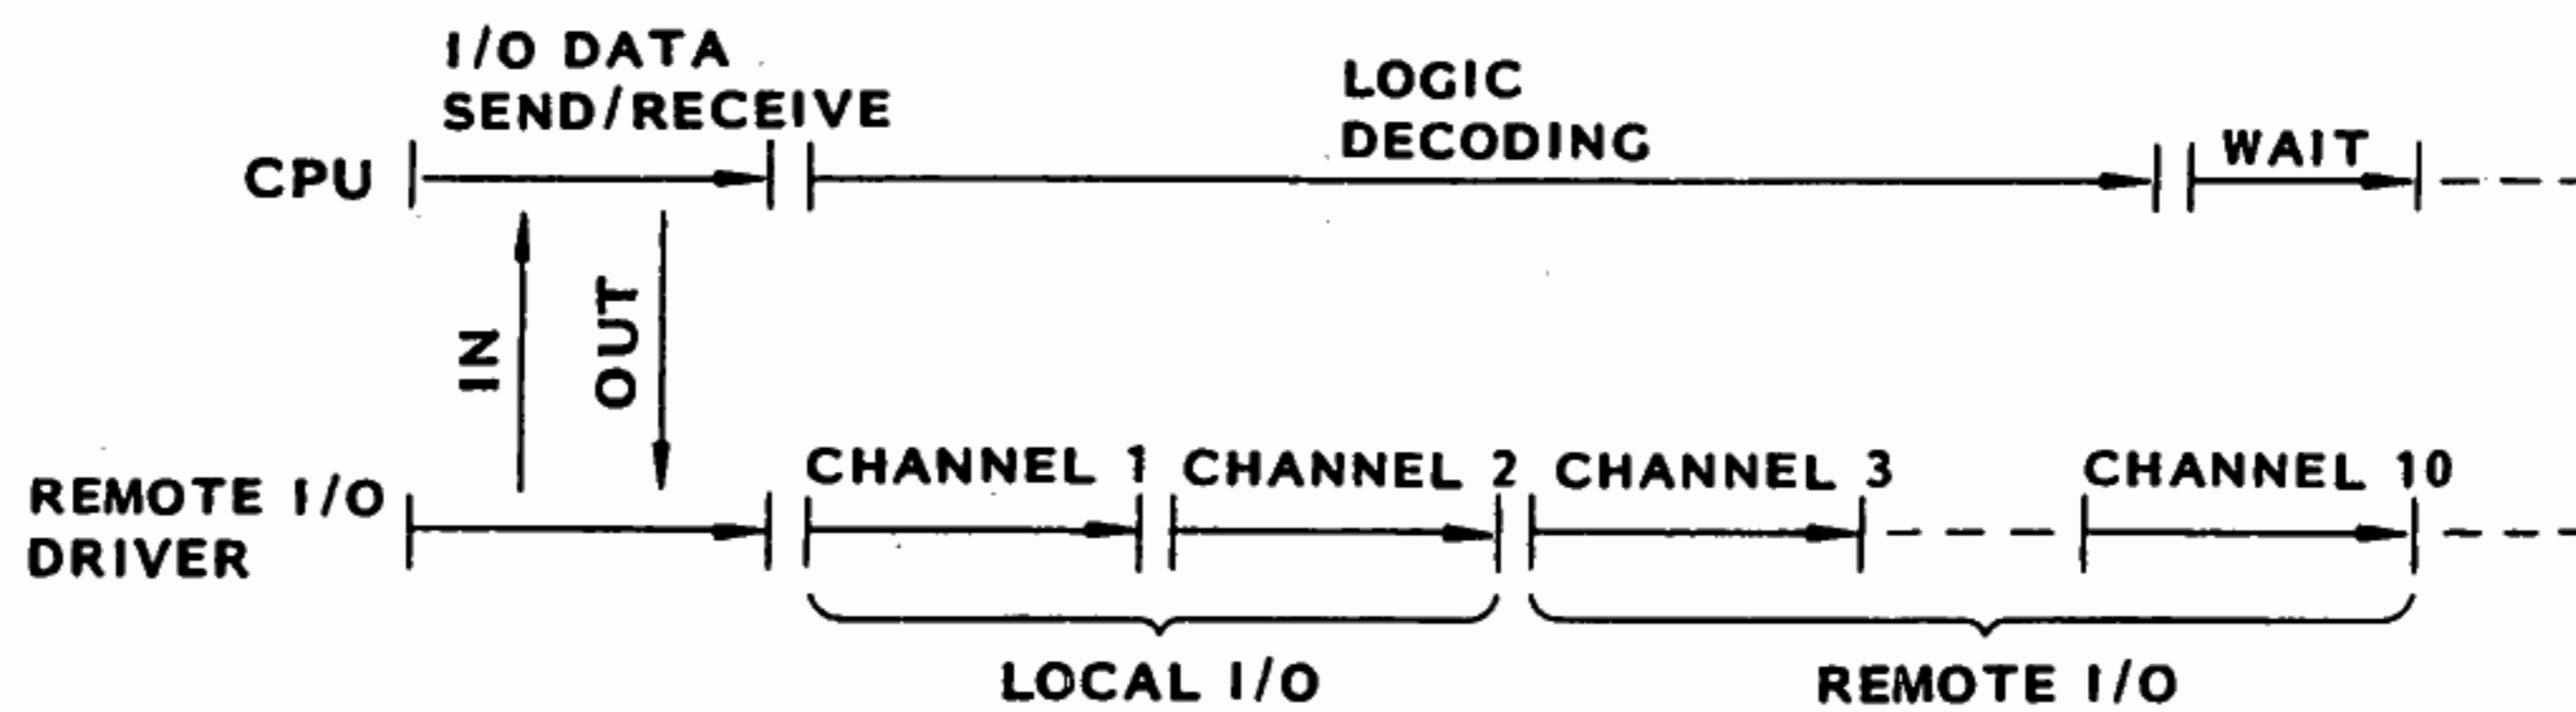 I/O DATA
SEND/RECEIVE
LOGIC
DECODING
WAIT
CPU
IN
OUT
CHANNEL 1
CHANNEL 2
CHANNEL 3
CHANNEL 10
REMOTE I/O
DRIVER
LOCAL I/O
REMOTE I/O